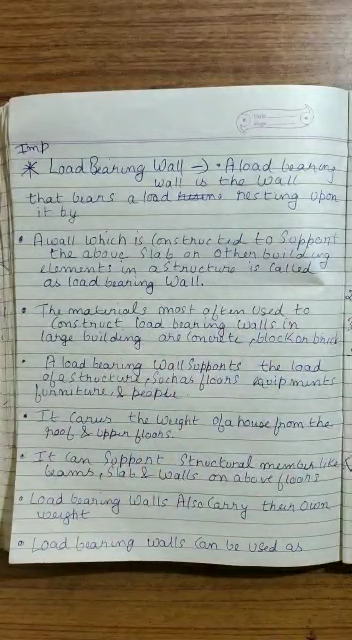 Imp
* Load Bearing Wall → • A load bearing
wall is the wall
that bears a load resting upon
it by
• A wall which is constructed to Support
the above Slab or other building
elements in a Structure is called
as load bearing Wall.
• The materials most often used to
Construct load bearing walls in
large building are concrete, block or brick
• A load bearing Wall Supports the load
of a structure, Such as floors equipments
furniture, & people.
• It Carries the Weight of a house from the
roof & Upper floors.
• It can Support Structural member like
beams, Slab & Walls on above floors
• Load bearing Walls Also Carry their Own
weight
• Load bearing walls Can be used as